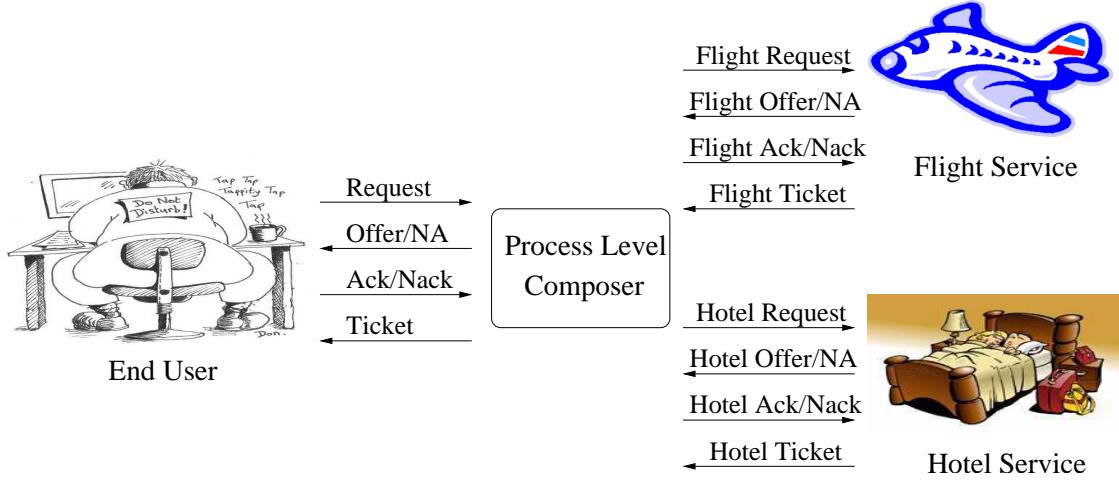 Tap Tap
Tappity Tap
Tap
Do Not
Disturb!
Don.
End User
Request
Offer/NA
Ack/Nack
Ticket
Process Level
Composer
Flight Request
Flight Offer/NA
Flight Ack/Nack
Flight Ticket
Flight Service
Hotel Request
Hotel Offer/NA
Hotel Ack/Nack
Hotel Ticket
Hotel Service